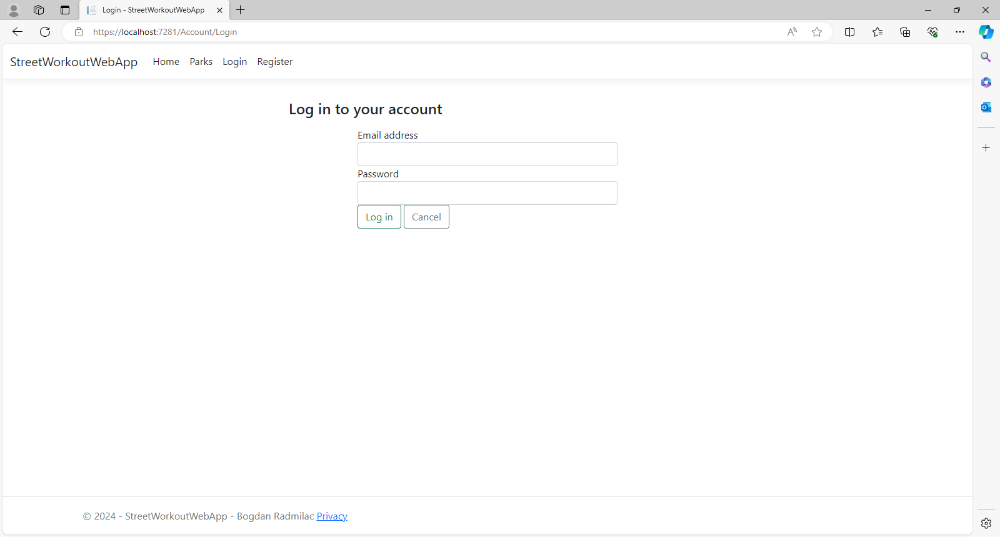 Login - StreetWorkoutWebApp
https://localhost:7281/Account/Login
StreetWorkoutWebApp Home Parks Login Register
Log in to your account
Email address
Password
Log in Cancel
© 2024 - StreetWorkoutWebApp - Bogdan Radmilac Privacy